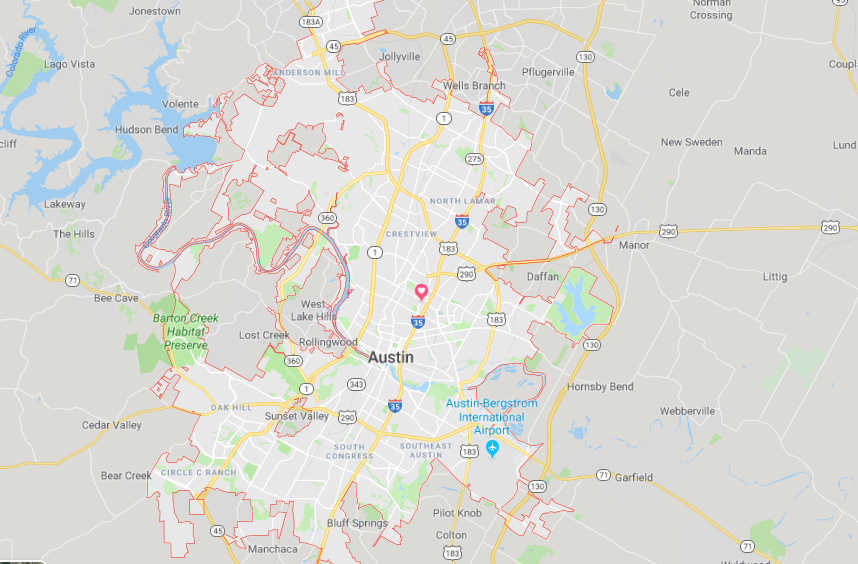 Jonestown
Norman
Crossing
183A
95
45
45
Jollyville
130
Colorado River
Lago Vista
ANDERSON MILL
Pflugerville
Coupla
Wells Branch
183
Cele
Volente
35
1
Hudson Bend
New Sweden
cliff
Manda
Lund
275
Lakeway
NORTH LAMAR
130
Colorado River
360
35
The Hills
CRESTVIEW
290
290
183
Manor
1
290
71
Daffan
Littig
Bee Cave
West
Lake Hills
Barton Creek
Habitat
Preserve
35
183
Lost Creek
Rollingwood
130
Austin
360
343
Hornsby Bend
1
OAK HILL
35
Austin-Bergstrom
International
Airport
Webberville
Sunset Valley
290
Cedar Valley
SOUTH
CONGRESS
SOUTHEAST
AUSTIN
183
Bear Creek
CIRCLE C RANCH
71
Garfield
130
Pilot Knob
Bluff Springs
45
Colton
Manchaca
183
71